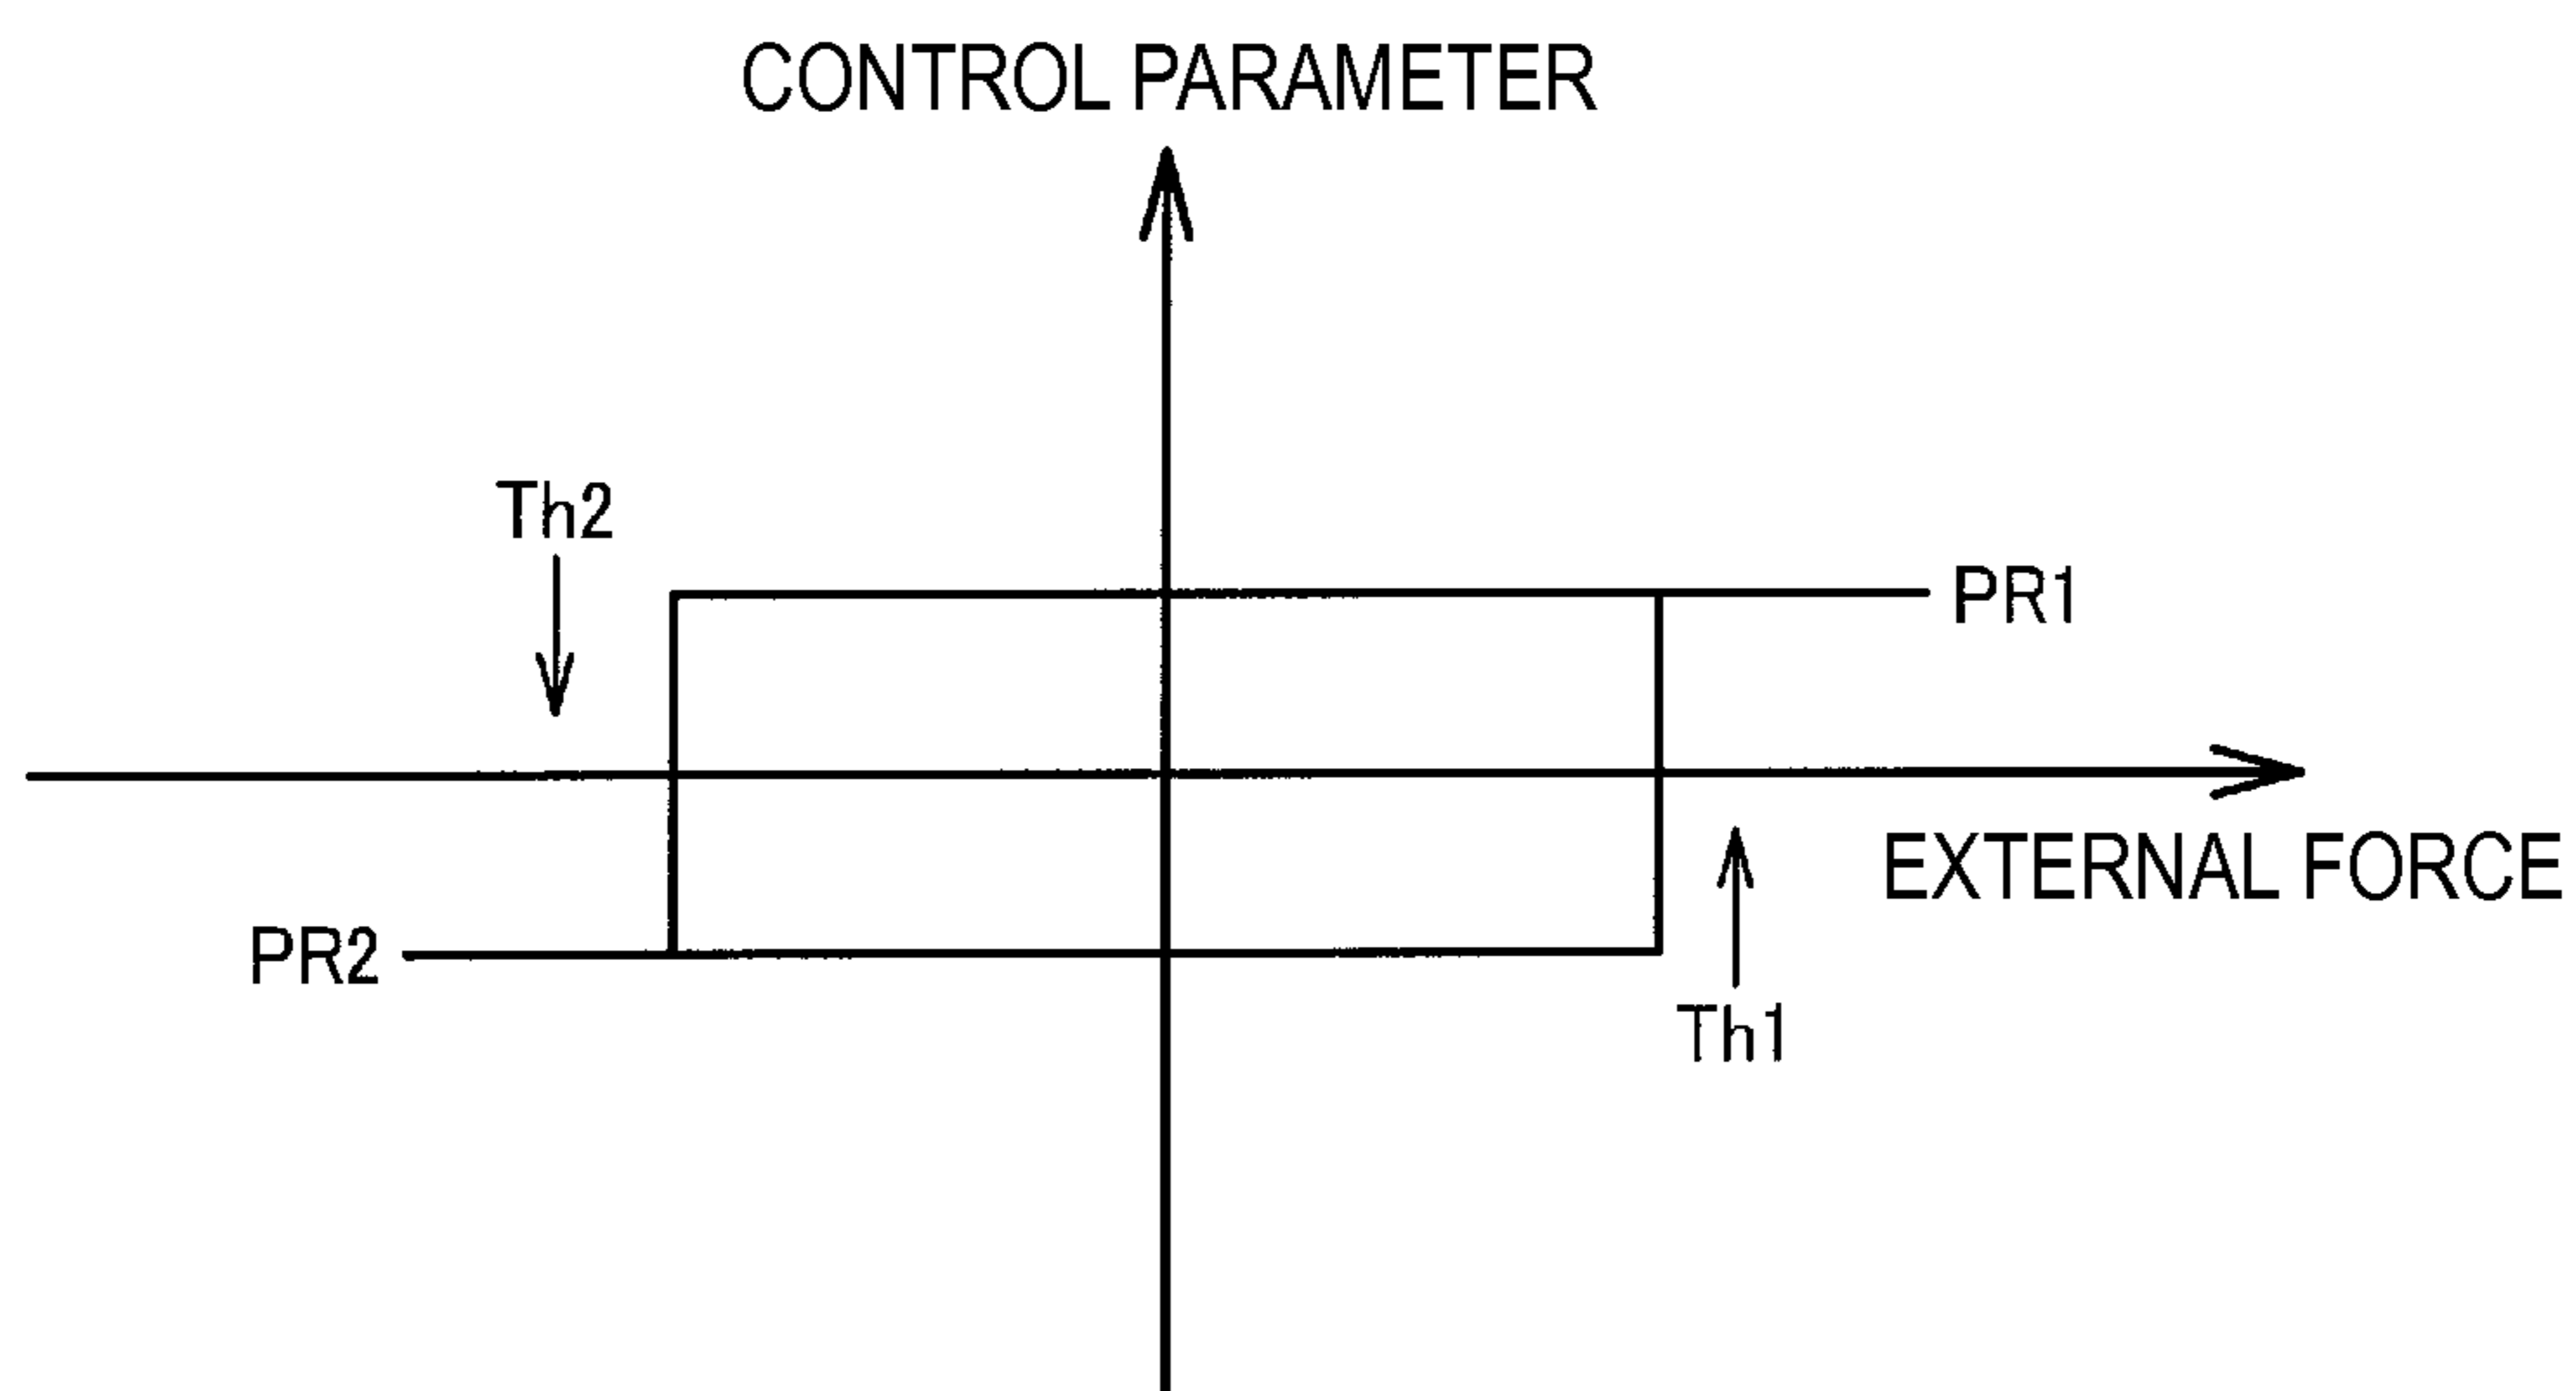 CONTROL PARAMETER
Th2
PR1
EXTERNAL FORCE
PR2
Th1